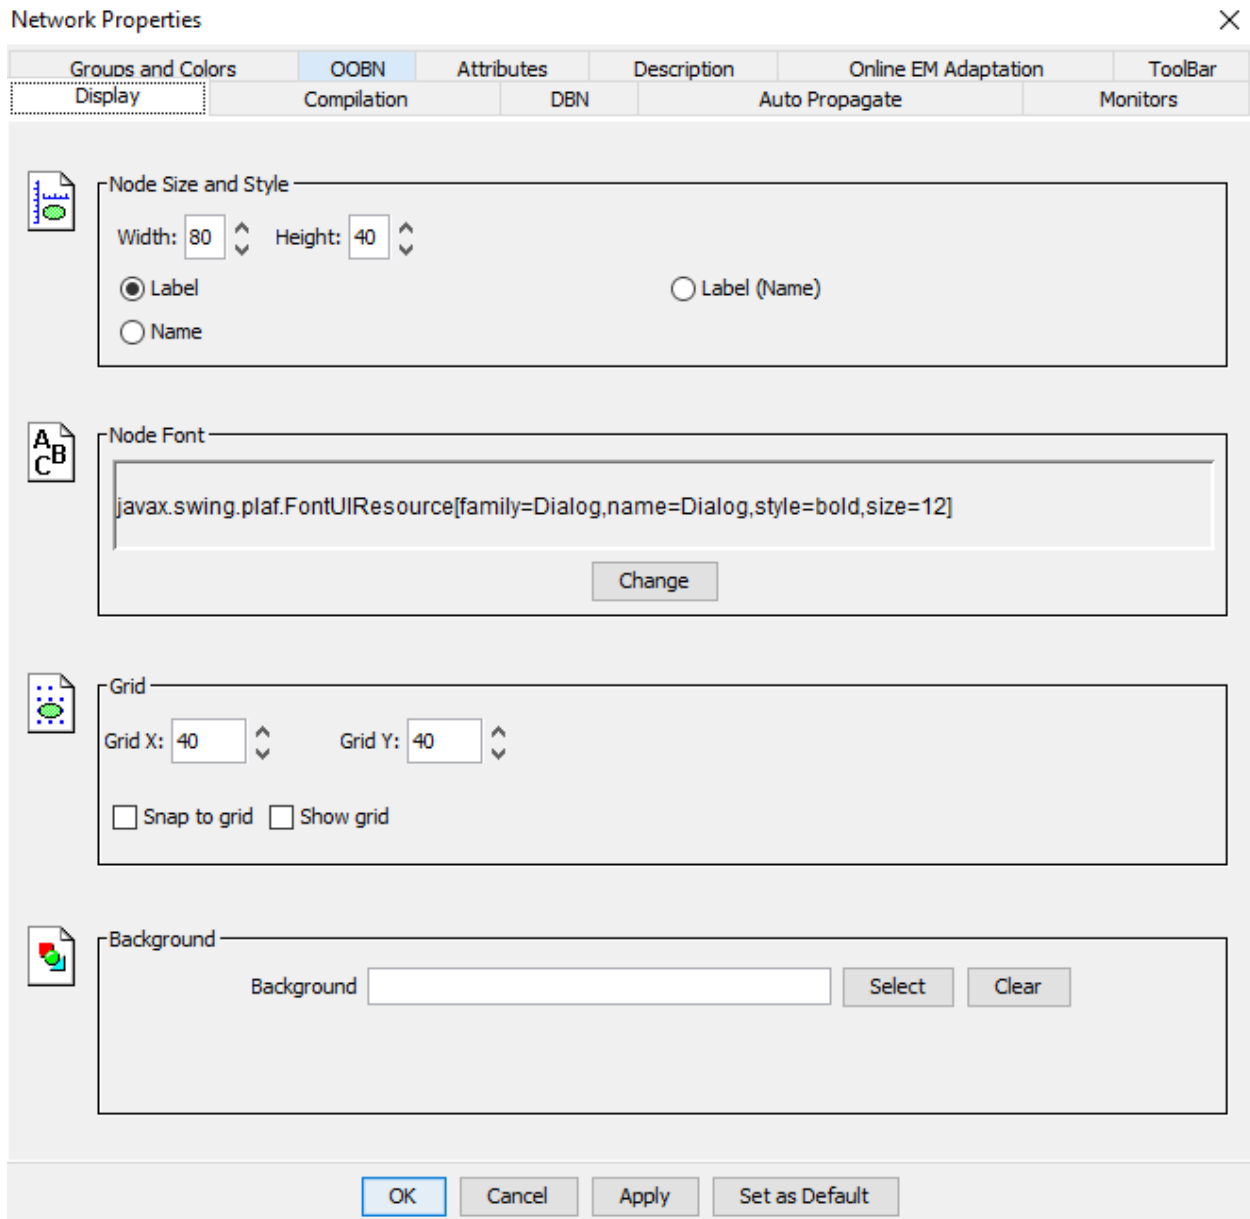 Network Properties
Groups and Colors OOBN Attributes Description Online EM Adaptation ToolBar
Display Compilation DBN Auto Propagate Monitors
Node Size and Style
Width: 80 Height: 40
Label Label (Name)
Name
A
B
C
Node Font
javax.swing.plaf.FontUIResource[family=Dialog,name=Dialog,style=bold,size=12]
Change
Grid
Grid X: 40 Grid Y: 40
Snap to grid Show grid
Background
Background Select Clear
OK Cancel Apply Set as Default